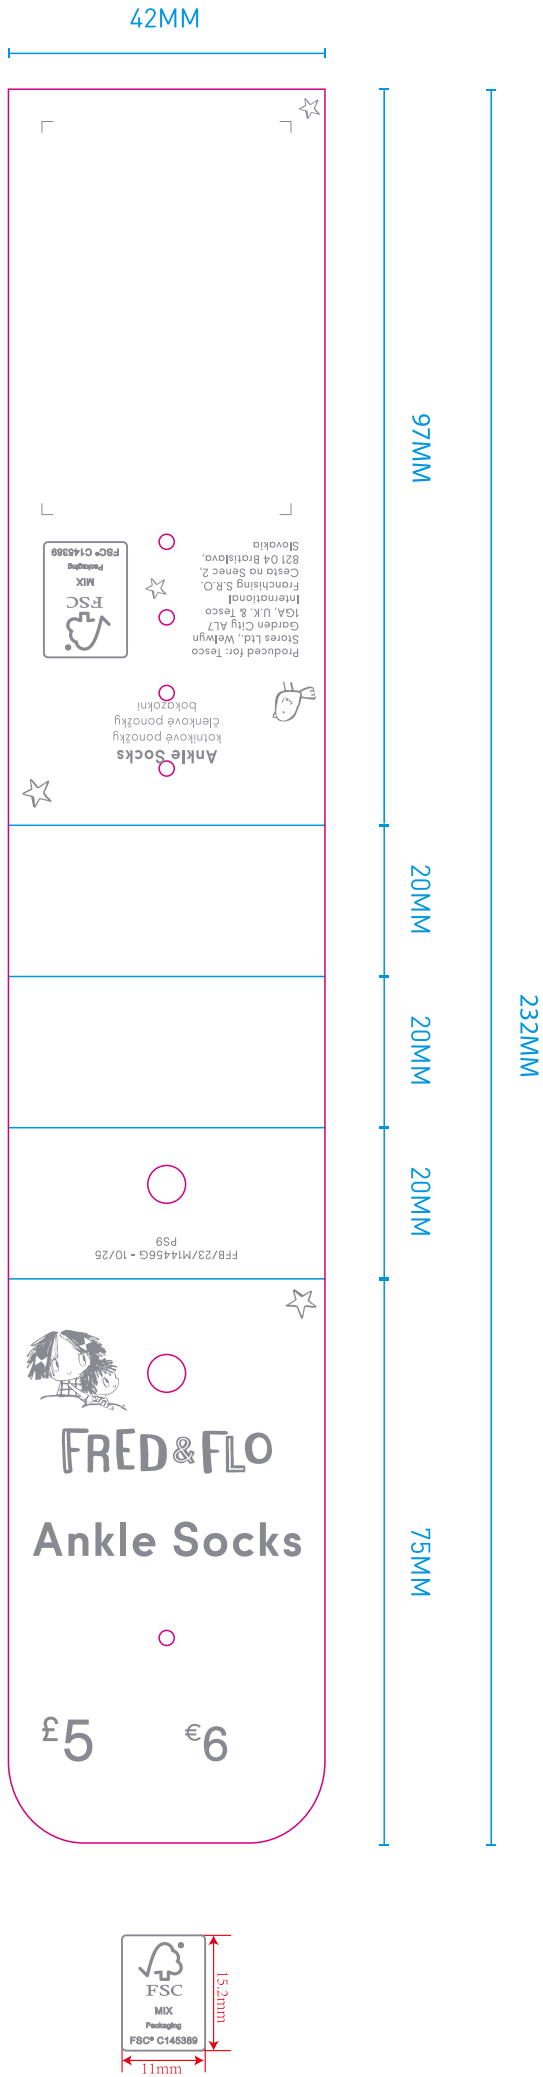 42MM
97MM
20MM
20MM
20MM
75MM
232MM
Produced for: Tesco
Stores Ltd., Welwyn
Garden City AL7
1GA, U.K. & Tesco
International
Franchising S.R.O.
Cesta na Senec 2,
821 04 Bratislava,
Slovakia
FSC
MIX
Packaging
FSC® C145389
Ankle Socks
kotníkové ponožky
členkové ponožky
bokazokni
FFB/23/M14456G - 10/25
PS9
FRED & FLO
Ankle Socks
£5
€6
FSC
MIX
Packaging
FSC® C145389
15.2mm
11mm